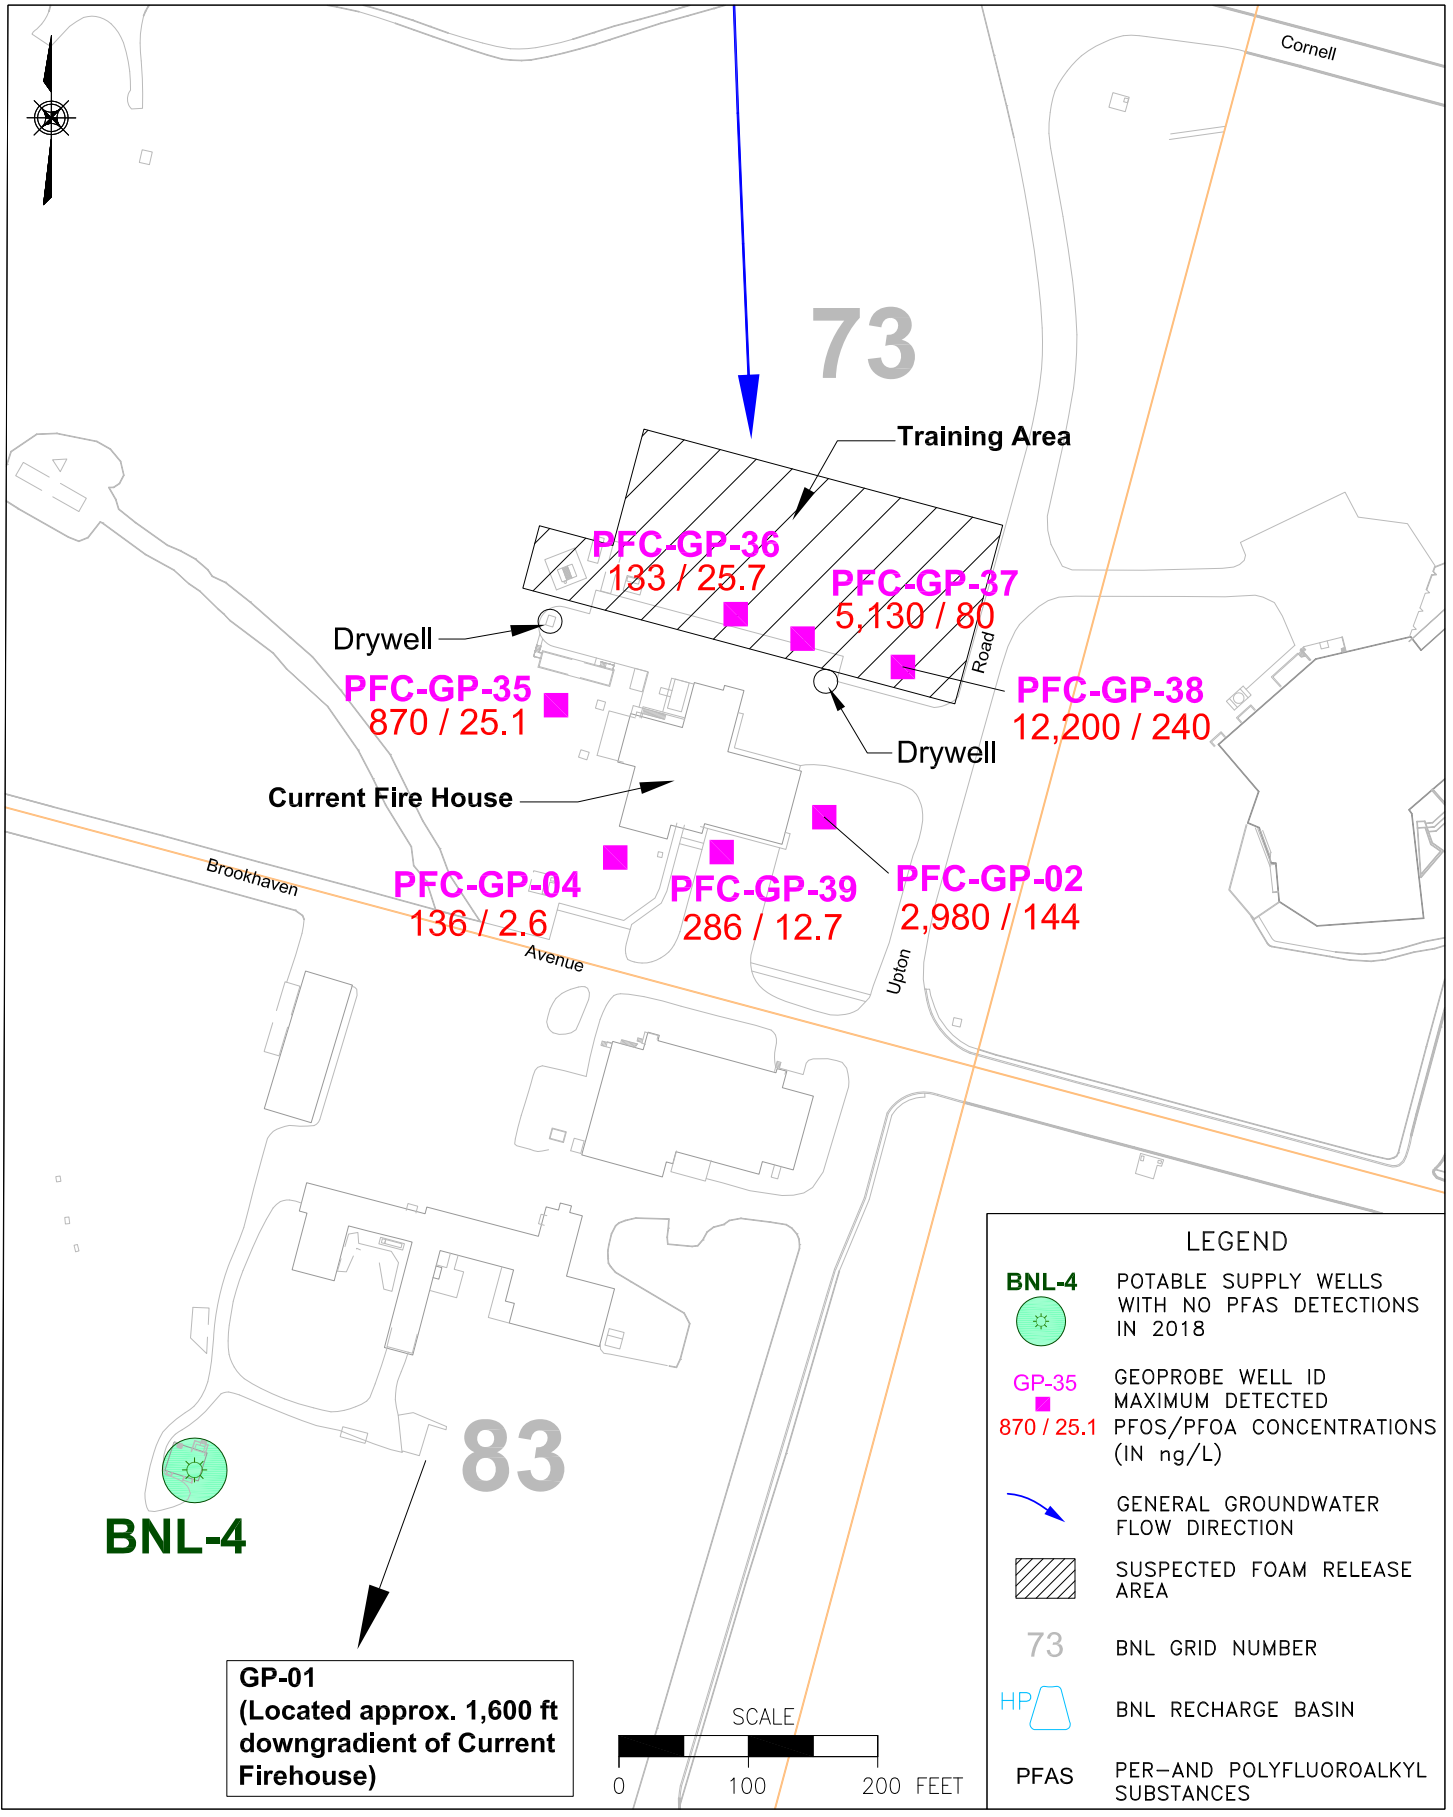 Cornell
73
Training Area
PFC-GP-36
133 / 25.7
PFC-GP-37
5,130 / 80
Drywell
Road
PFC-GP-35
870 / 25.1
PFC-GP-38
12,200 / 240
Drywell
Current Fire House
Brookhaven
PFC-GP-04
136 / 2.6
PFC-GP-39
286 / 12.7
PFC-GP-02
2,980 / 144
Avenue
Upton
83
BNL-4
GP-01
(Located approx. 1,600 ft
downgradient of Current
Firehouse)
SCALE
0 100 200 FEET
LEGEND
BNL-4
POTABLE SUPPLY WELLS
WITH NO PFAS DETECTIONS
IN 2018
GP-35
870 / 25.1
GEOPROBE WELL ID
MAXIMUM DETECTED
PFOS/PFOA CONCENTRATIONS
(IN ng/L)
GENERAL GROUNDWATER
FLOW DIRECTION
SUSPECTED FOAM RELEASE
AREA
73
BNL GRID NUMBER
HP
BNL RECHARGE BASIN
PFAS
PER-AND POLYFLUOROALKYL
SUBSTANCES